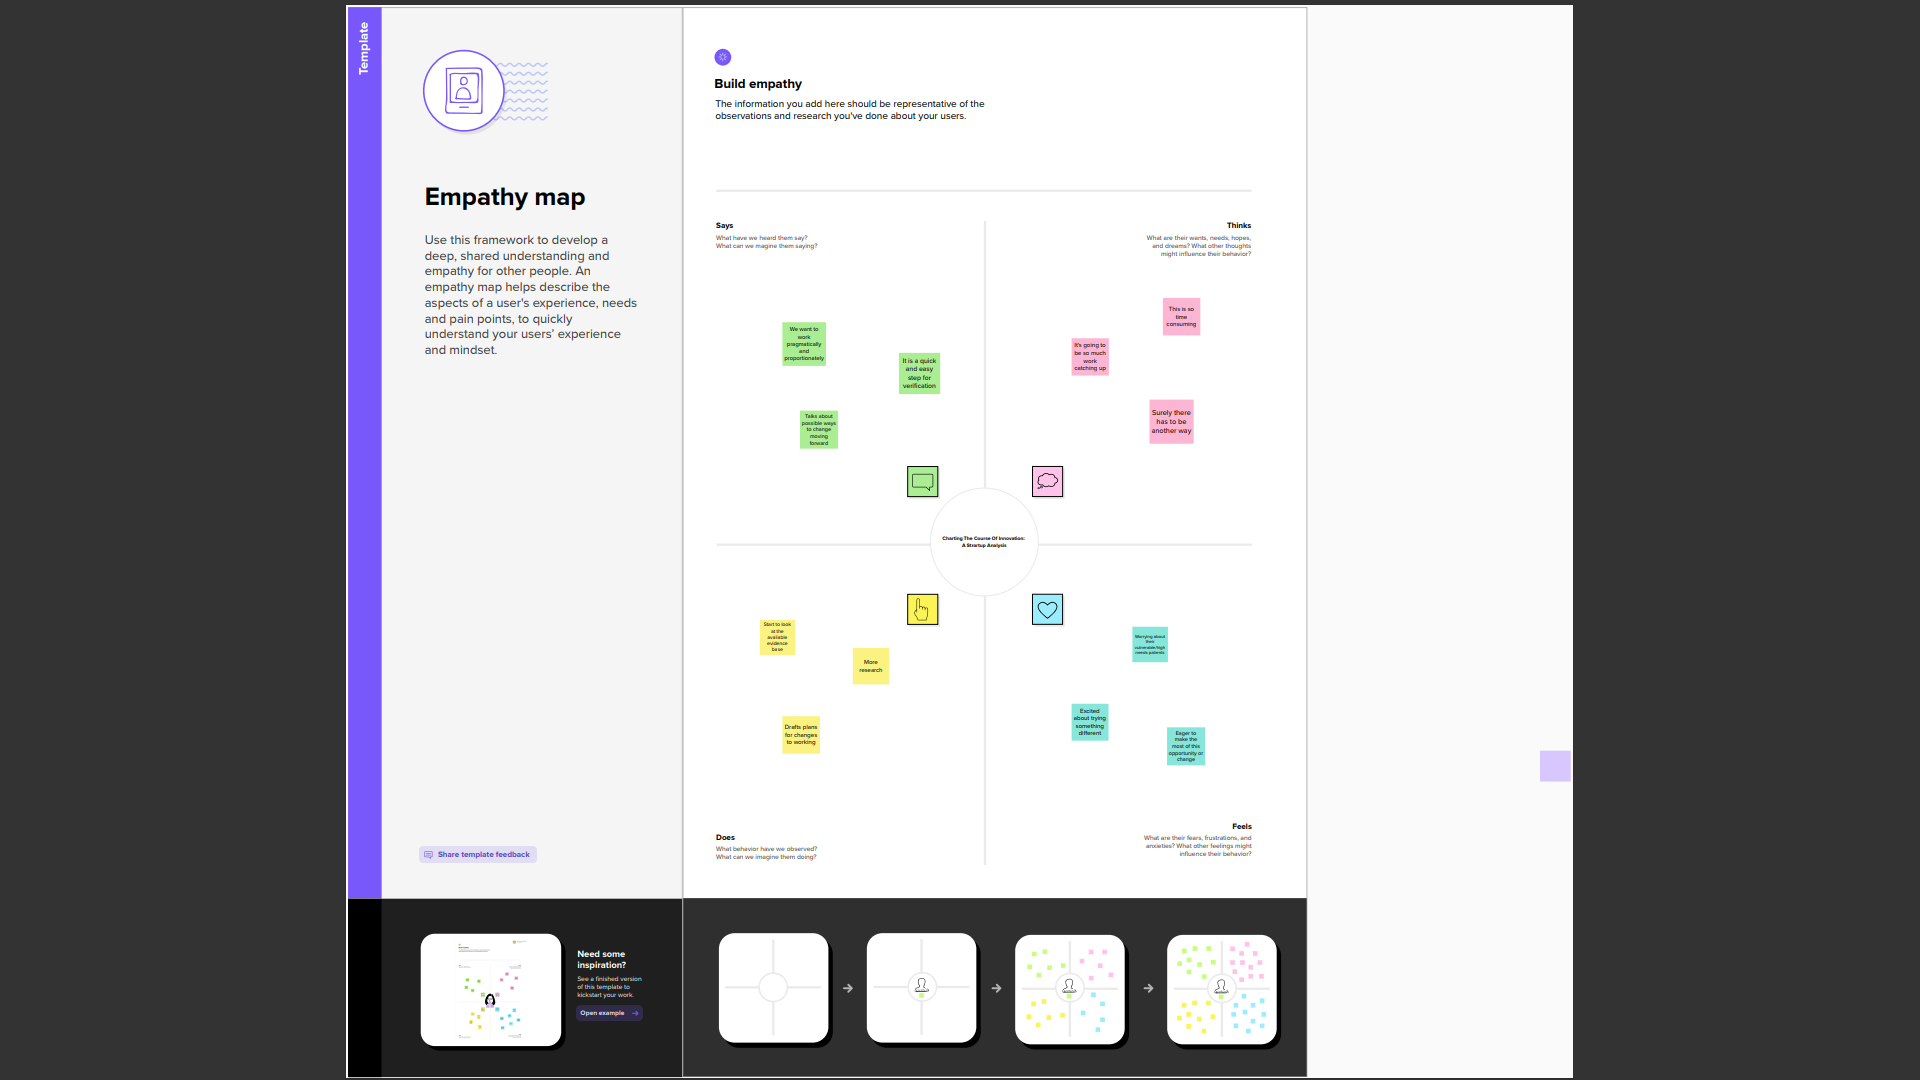 Template
Empathy map
Use this framework to develop a
deep, shared understanding and
empathy for other people. An
empathy map helps describe the
aspects of a user's experience, needs
and pain points, to quickly
understand your users' experience
and mindset.
Share template feedback
Build empathy
The information you add here should be representative of the
observations and research you've done about your users.
Says
What have we heard them say?
What can we magine them saying?
Thinks
What are their wants, needs, hopes,
and dreams? What other thoughts
might influence their behavior?
We want to
work
pragmatically
and
proportionately
It is a quick
and easy
step for
verification
Talks about
possible ways
to change
moving
forward
This is so
time
consuming
It's going to
be so much
work
catching up
Surely there
has to be
another way
Charting The Course Of Innovation:
A Strartup Analysis
Start to look
at the
available
evidence
base
More
research
Drafts plans
for changes
to working
Worrying about
their
vulnerable/high
needs patients
Excited
about trying
something
different
Eager to
make the
most of this
opportunity or
change
Does
What behavior have we observed?
What can we imagine them doing?
Feels
What are their fears, frustrations, and
anxieties? What other feelings might
influence their behavior?
Need some
inspiration?
See a finished version
of this template to
kickstart your work.
Open example